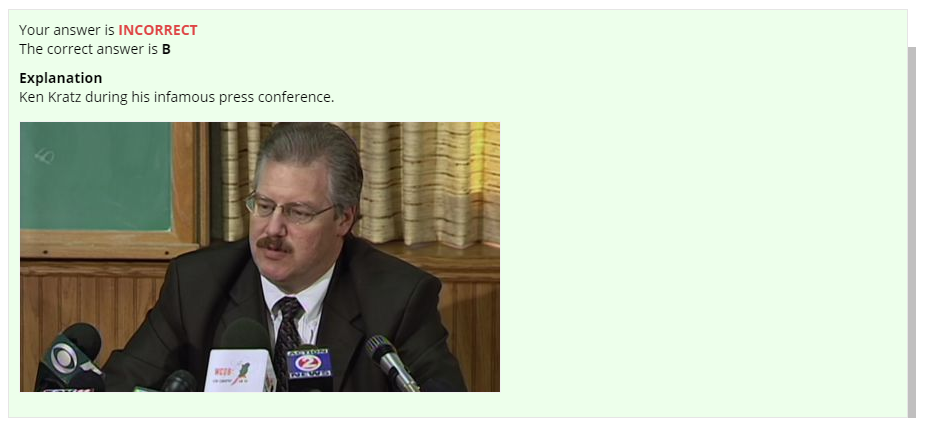 Your answer is INCORRECT
The correct answer is B
Explanation
Ken Kratz during his infamous press conference.
WGBA
ACTION
2
NEWS